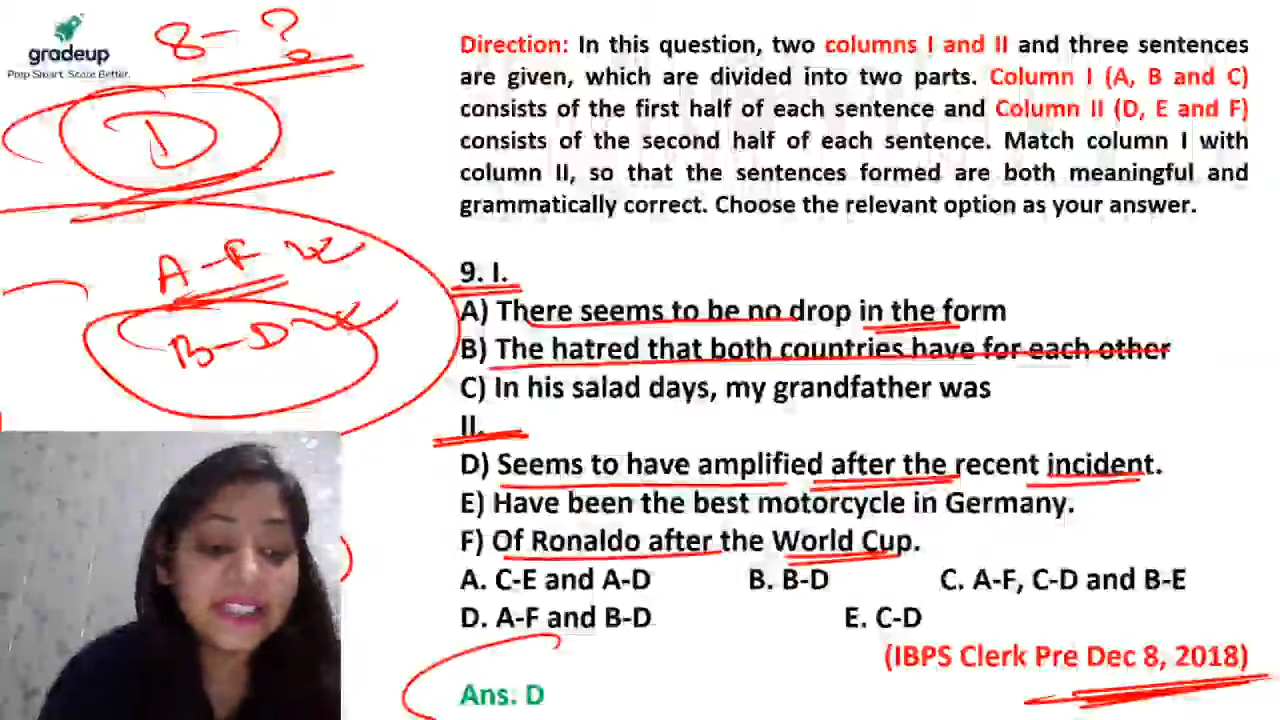 gradeup
Prep Smart. Score Better.
8 - ?
D
A - F
B - D
Direction: In this question, two columns I and II and three sentences
are given, which are divided into two parts. Column I (A, B and C)
consists of the first half of each sentence and Column II (D, E and F)
consists of the second half of each sentence. Match column I with
column II, so that the sentences formed are both meaningful and
grammatically correct. Choose the relevant option as your answer.
9. I.
A) There seems to be no drop in the form
B) The hatred that both countries have for each other
C) In his salad days, my grandfather was
II.
D) Seems to have amplified after the recent incident.
E) Have been the best motorcycle in Germany.
F) Of Ronaldo after the World Cup.
A. C-E and A-D B. B-D C. A-F, C-D and B-E
D. A-F and B-D E. C-D
(IBPS Clerk Pre Dec 8, 2018)
Ans. D